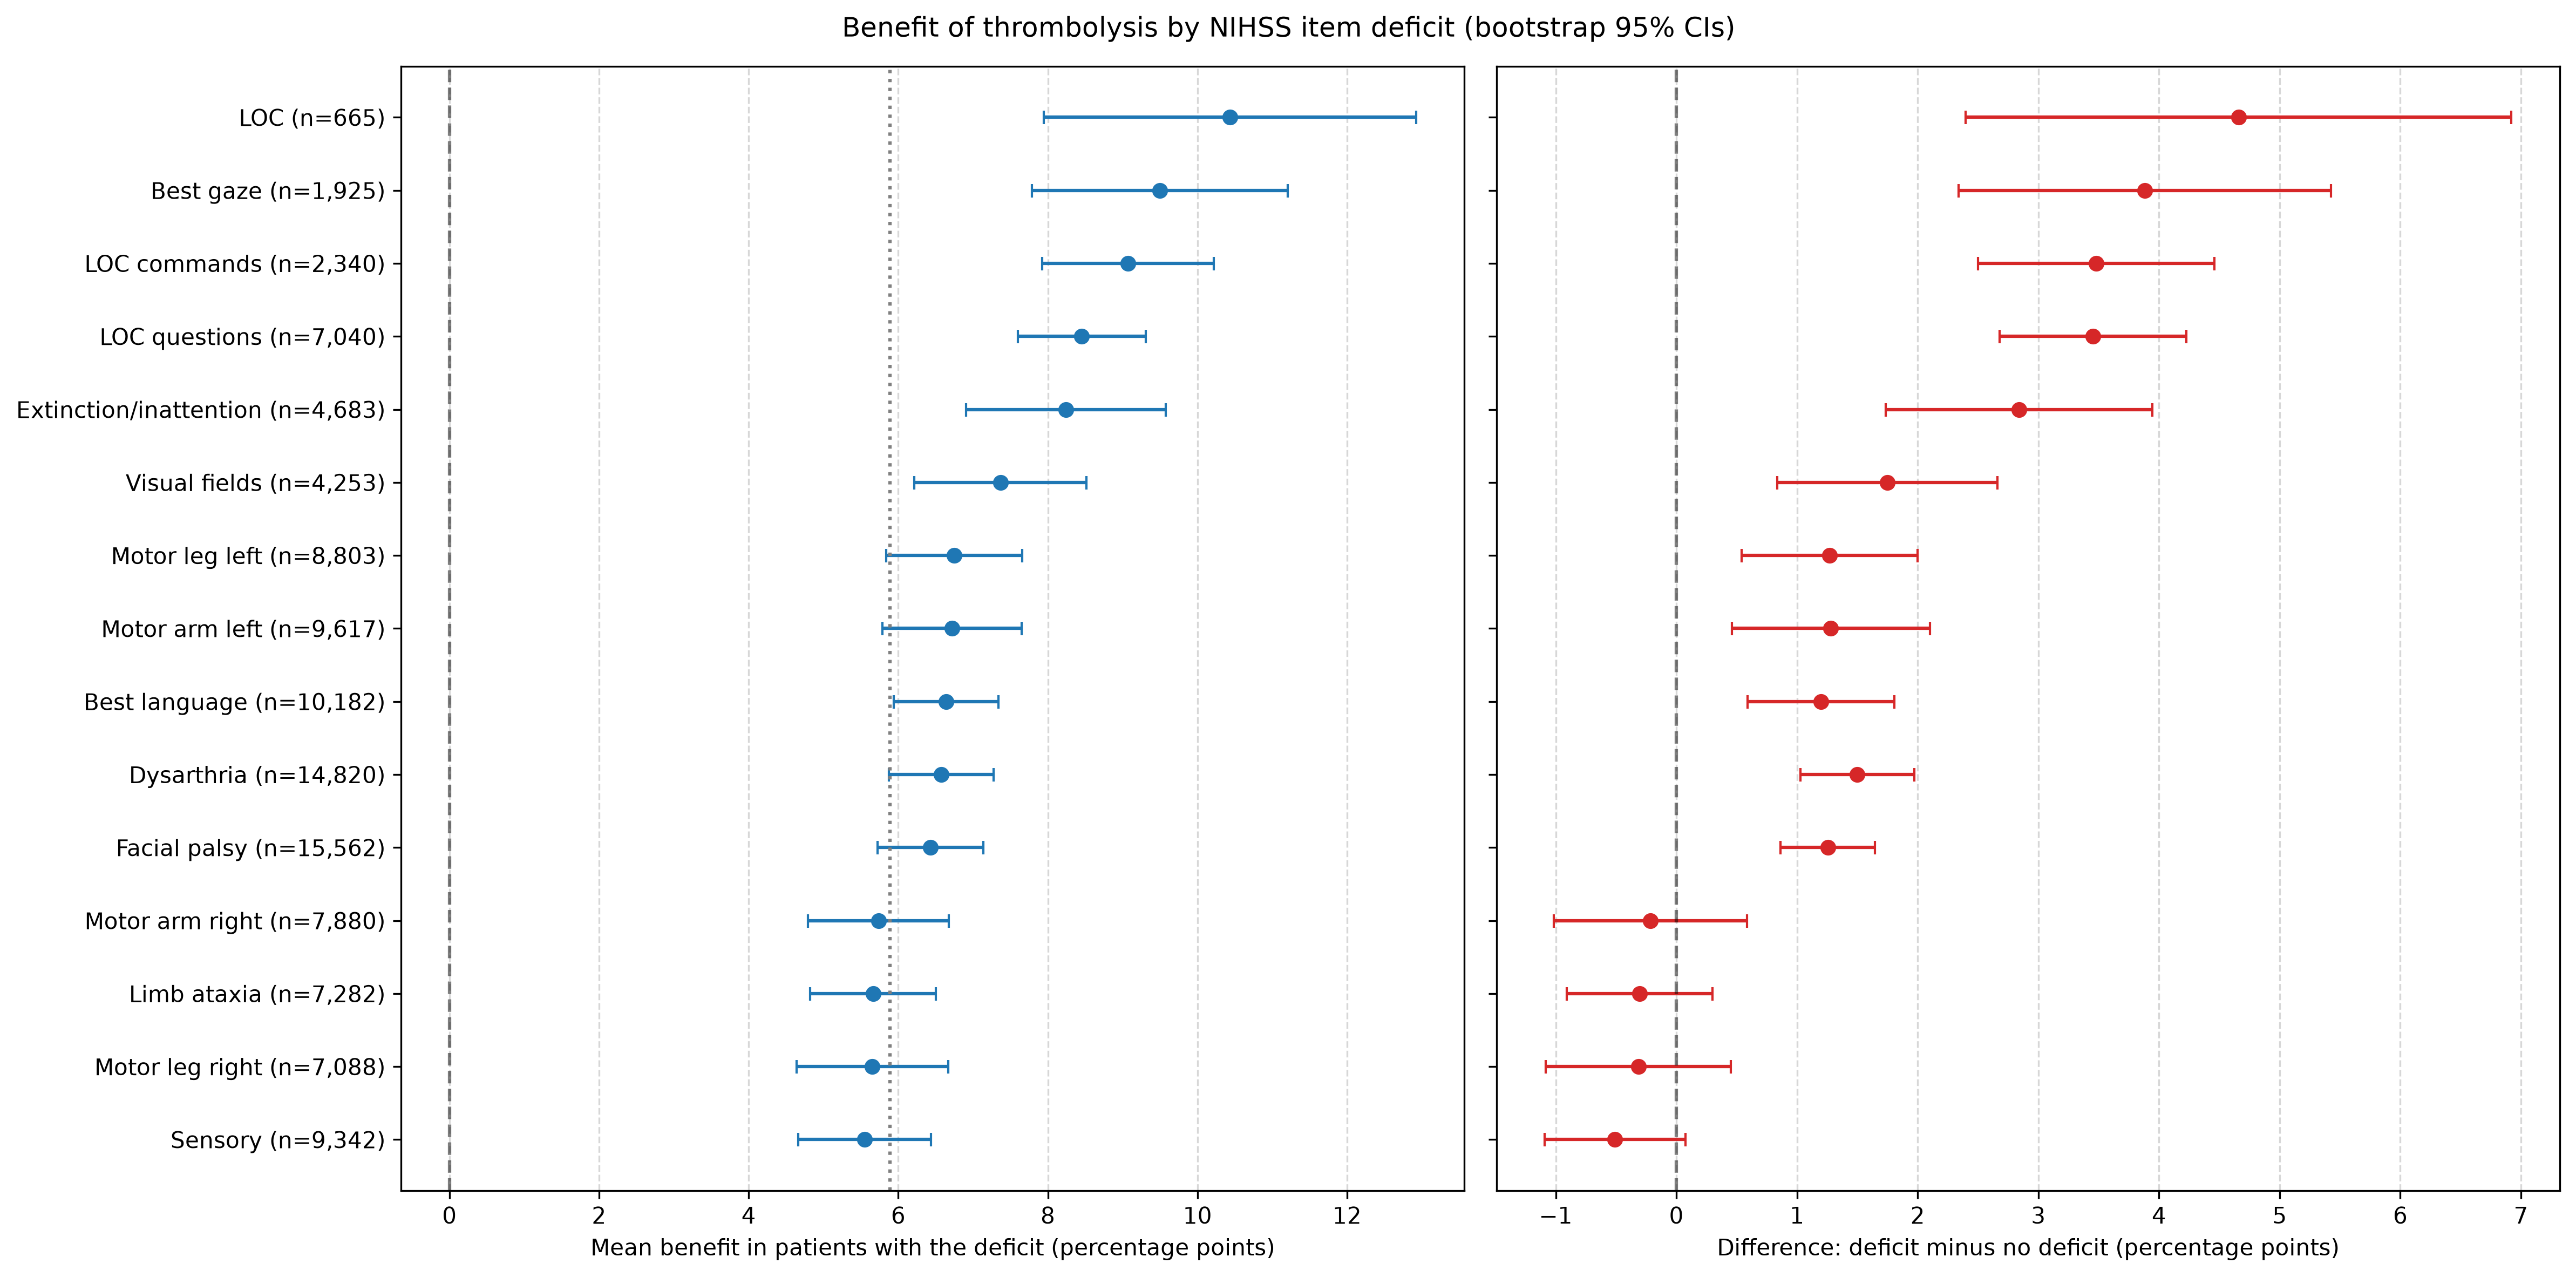 Benefit of thrombolysis by NIHSS item deficit (bootstrap 95% CIs)
LOC (n=665)
Best gaze (n=1,925)
LOC commands (n=2,340)
LOC questions (n=7,040)
Extinction/inattention (n=4,683)
Visual fields (n=4,253)
Motor leg left (n=8,803)
Motor arm left (n=9,617)
Best language (n=10,182)
Dysarthria (n=14,820)
Facial palsy (n=15,562)
Motor arm right (n=7,880)
Limb ataxia (n=7,282)
Motor leg right (n=7,088)
Sensory (n=9,342)
0 2 4 6 8 10 12
Mean benefit in patients with the deficit (percentage points)
−1 0 1 2 3 4 5 6 7
Difference: deficit minus no deficit (percentage points)